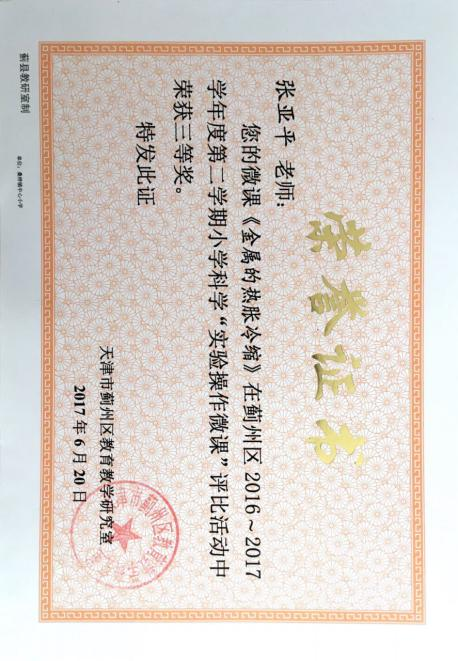 荣誉证书
张亚平 老师：
您的微课《金属的热胀冷缩》在蓟州区2016～2017
学年度第二学期小学科学“实验操作微课”评比活动中
荣获三等奖。
特发此证
天津市蓟州区教育教学研究室
2017年6月20日
蓟县教研室制